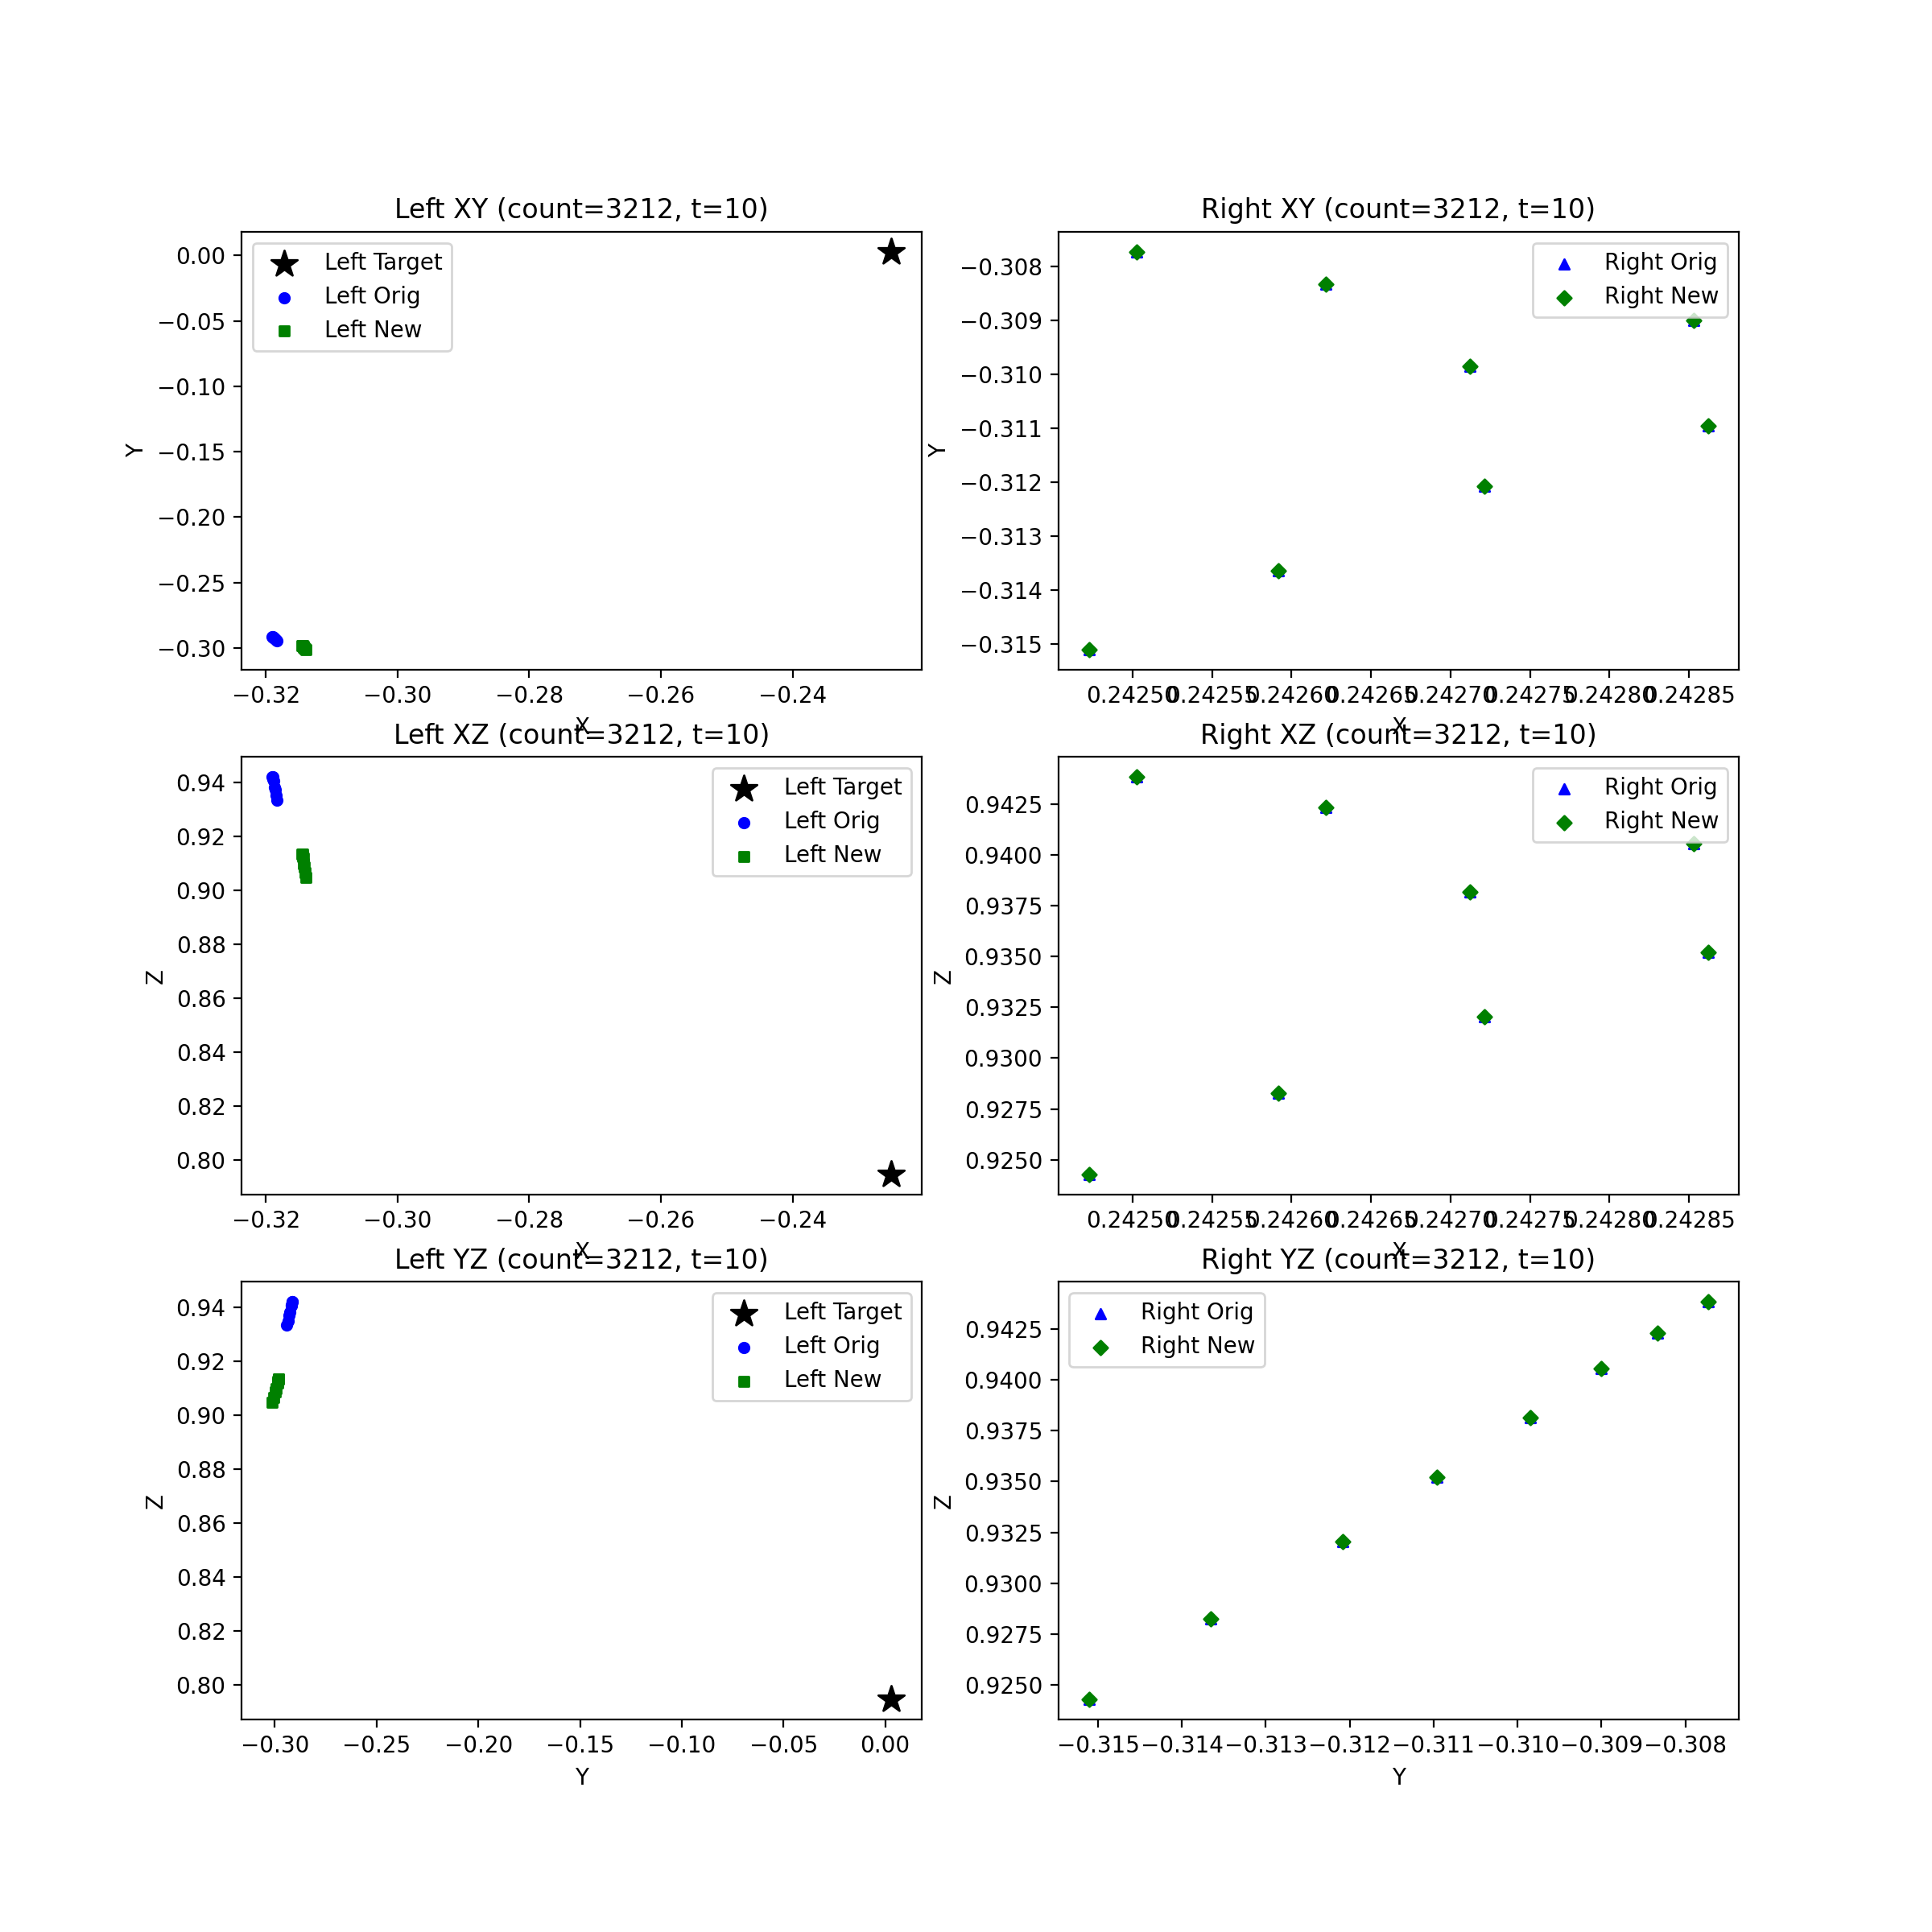 Left XY (count=3212, t=10)
Left Target
Left Orig
Left New
0.00
−0.05
−0.10
−0.15
−0.20
−0.25
−0.30
Y
−0.32
−0.30
−0.28
−0.26
−0.24
X
Right XY (count=3212, t=10)
Right Orig
Right New
−0.308
−0.309
−0.310
−0.311
−0.312
−0.313
−0.314
−0.315
Y
0.24250
0.24255
0.24260
0.24265
0.24270
0.24275
0.24280
0.24285
X
Left XZ (count=3212, t=10)
Left Target
Left Orig
Left New
0.94
0.92
0.90
0.88
0.86
0.84
0.82
0.80
Z
−0.32
−0.30
−0.28
−0.26
−0.24
X
Right XZ (count=3212, t=10)
Right Orig
Right New
0.9425
0.9400
0.9375
0.9350
0.9325
0.9300
0.9275
0.9250
Z
0.24250
0.24255
0.24260
0.24265
0.24270
0.24275
0.24280
0.24285
X
Left YZ (count=3212, t=10)
Left Target
Left Orig
Left New
0.94
0.92
0.90
0.88
0.86
0.84
0.82
0.80
Z
−0.30
−0.25
−0.20
−0.15
−0.10
−0.05
0.00
Y
Right YZ (count=3212, t=10)
Right Orig
Right New
0.9425
0.9400
0.9375
0.9350
0.9325
0.9300
0.9275
0.9250
Z
−0.315
−0.314
−0.313
−0.312
−0.311
−0.310
−0.309
−0.308
Y